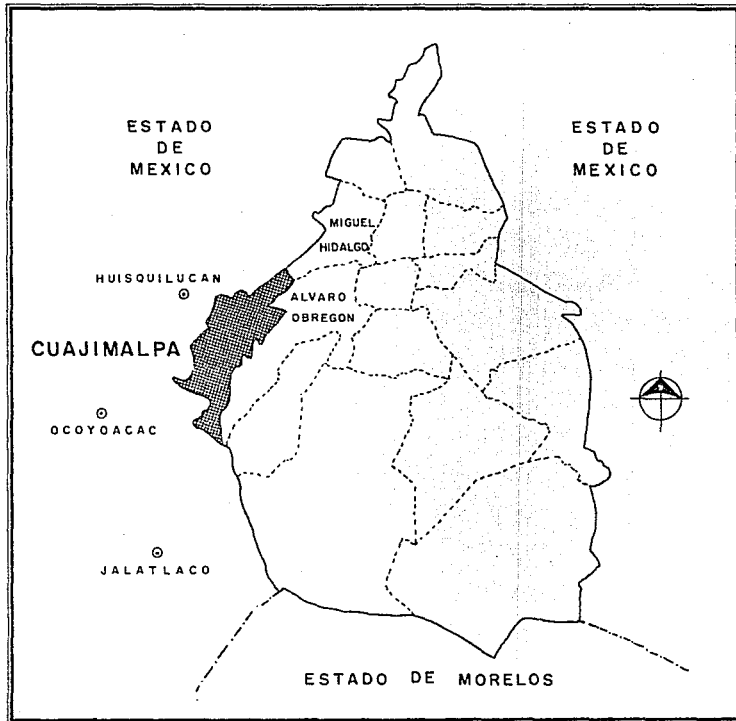 ESTADO
DE
MEXICO
ESTADO
DE
MEXICO
MIGUEL
HIDALGO
HUISQUILUCAN
ALVARO
OBREGON
CUAJIMALPA
OCOYOACAC
JALATLACO
ESTADO DE MORELOS